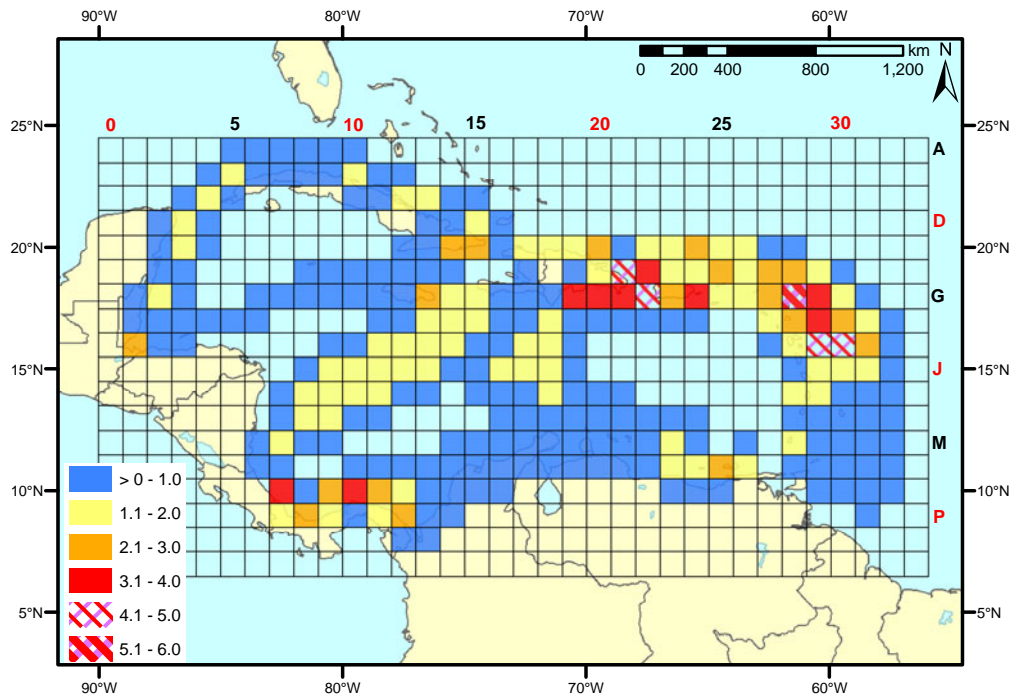 90°W 80°W 70°W 60°W
km N
0 200 400 800 1,200
25°N 25°N
0 5 10 15 20 25 30
A
D
20°N 20°N
G
15°N 15°N
J
M
> 0 - 1.0
10°N 10°N
1.1 - 2.0
P
2.1 - 3.0
3.1 - 4.0
5°N 5°N
4.1 - 5.0
5.1 - 6.0
90°W 80°W 70°W 60°W